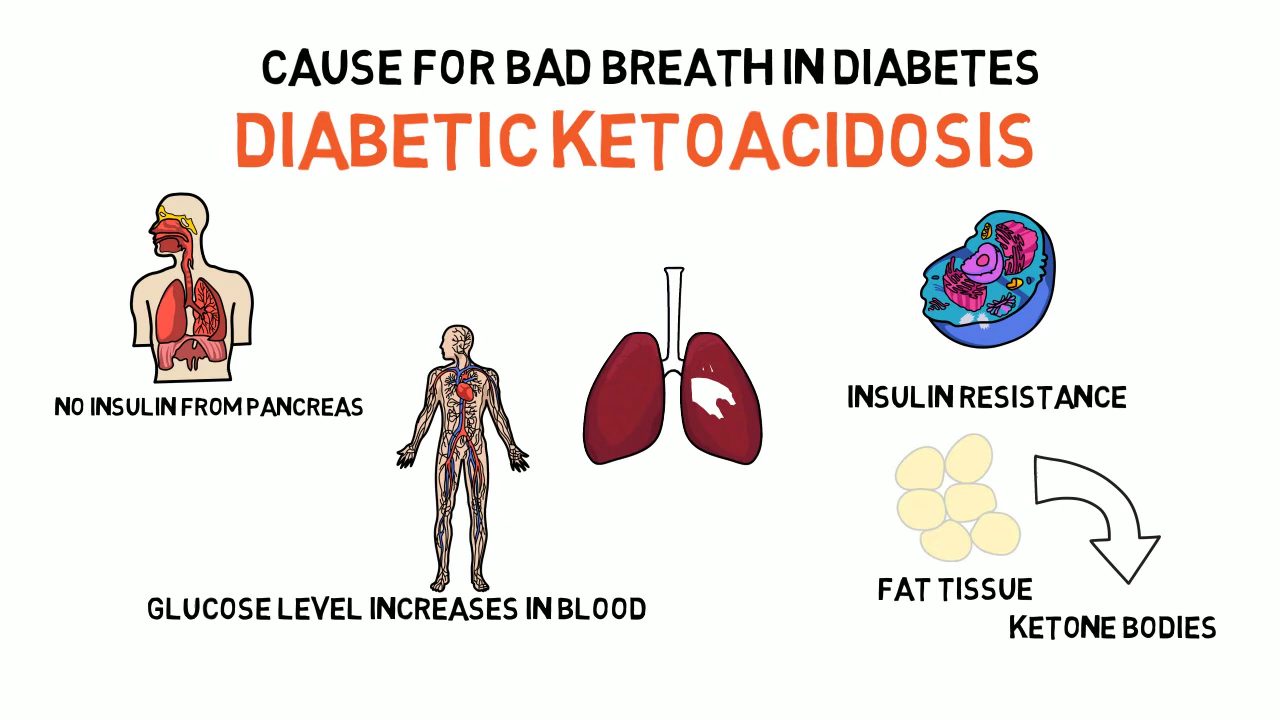 CAUSE FOR BAD BREATH IN DIABETES
DIABETIC KETOACIDOSIS
NO INSULIN FROM PANCREAS
INSULIN RESISTANCE
GLUCOSE LEVEL INCREASES IN BLOOD
FAT TISSUE
KETONE BODIES